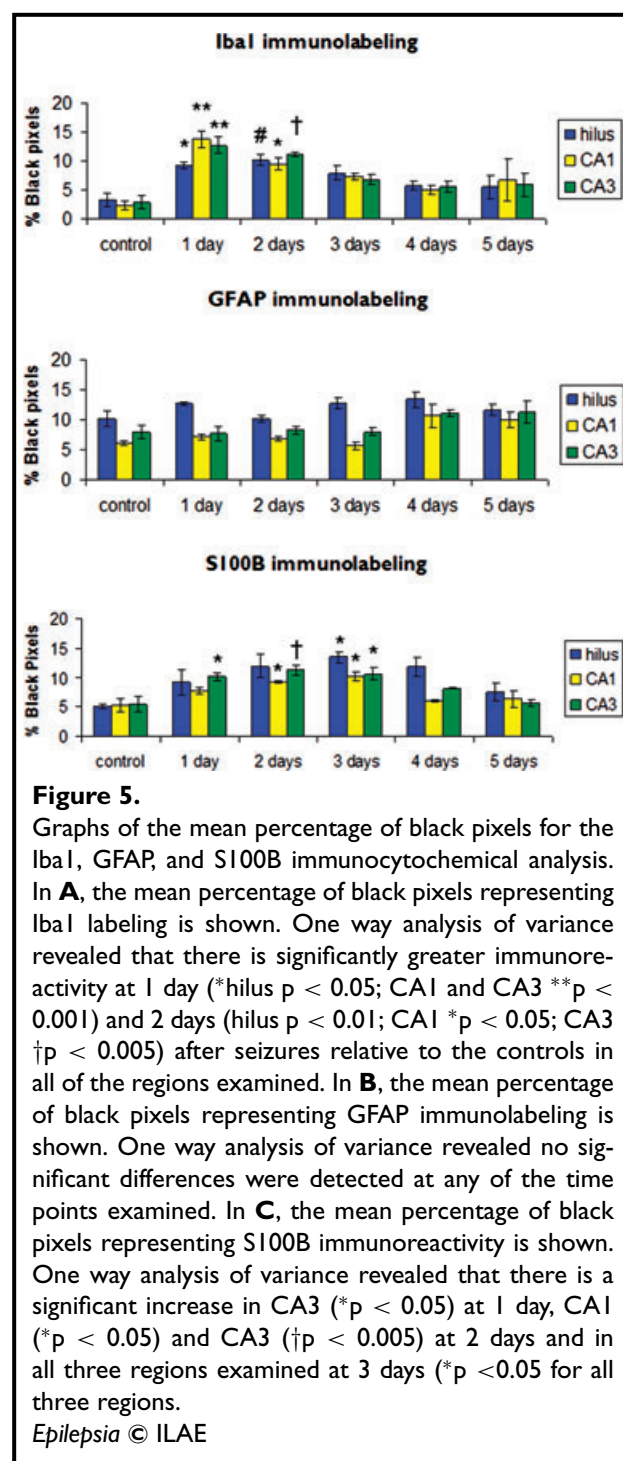 Iba1 immunolabeling
** 
* **
# * †
% Black pixels
20
15
10
5
0
control 1 day 2 days 3 days 4 days 5 days
hilus
CA1
CA3
GFAP immunolabeling
% Black pixels
20
15
10
5
0
control 1 day 2 days 3 days 4 days 5 days
hilus
CA1
CA3
S100B immunolabeling
% Black Pixels
20
15
10
5
0
* * † * * *
control 1 day 2 days 3 days 4 days 5 days
hilus
CA1
CA3
Figure 5.
Graphs of the mean percentage of black pixels for the
Iba1, GFAP, and S100B immunocytochemical analysis.
In A, the mean percentage of black pixels representing
Iba1 labeling is shown. One way analysis of variance
revealed that there is significantly greater immunore-
activity at 1 day (*hilus p < 0.05; CA1 and CA3 **p <
0.001) and 2 days (hilus p < 0.01; CA1 *p < 0.05; CA3
†p < 0.005) after seizures relative to the controls in
all of the regions examined. In B, the mean percentage
of black pixels representing GFAP immunolabeling is
shown. One way analysis of variance revealed no sig-
nificant differences were detected at any of the time
points examined. In C, the mean percentage of black
pixels representing S100B immunoreactivity is shown.
One way analysis of variance revealed that there is a
significant increase in CA3 (*p < 0.05) at 1 day, CA1
(*p < 0.05) and CA3 (†p < 0.005) at 2 days and in
all three regions examined at 3 days (*p <0.05 for all
three regions.
Epilepsia © ILAE